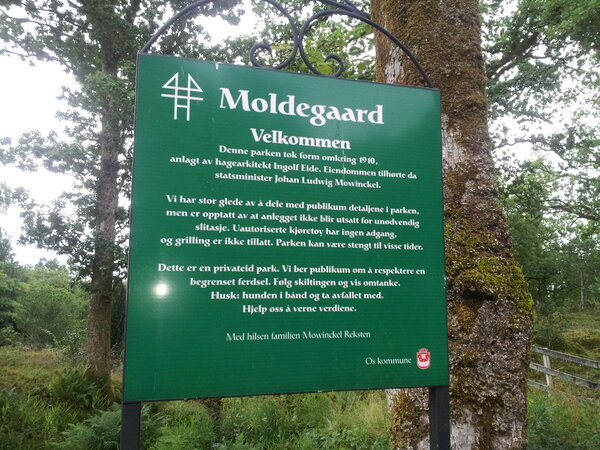 Moldegaard
Velkommen
Denne parken tok form omkring 1910,
anlagt av hagearkitekt Ingolf Eide. Eiendommen tilhørte da
statsminister Johan Ludwig Mowinckel.
Vi har stor glede av å dele med publikum detaljene i parken,
men er opptatt av at anlegget ikke blir utsatt for unødvendig
slitasje. Uautoriserte kjøretøy har ingen adgang,
og grilling er ikke tillatt. Parken kan være stengt til visse tider.
Dette er en privateid park. Vi ber publikum om å respektere en
begrenset ferdsel. Følg skiltingen og vis omtanke.
Husk: hunden i bånd og ta avfallet med.
Hjelp oss å verne verdiene.
Med hilsen familien Mowinckel Reksten
Os kommune